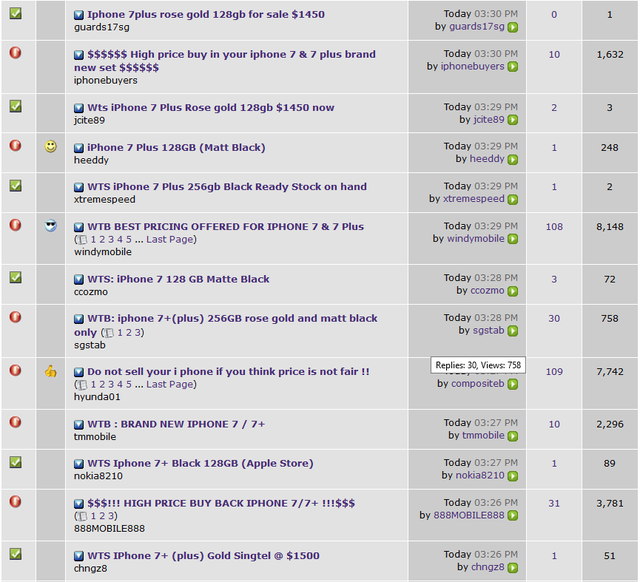 Iphone 7plus rose gold 128gb for sale $1450
guards17sg
Today 03:30 PM
by guards17sg
0
1
$$$$$$ High price buy in your iphone 7 & 7 plus brand
new set $$$$$$
iphonebuyers
Today 03:30 PM
by iphonebuyers
10
1,632
Wts iPhone 7 Plus Rose gold 128gb $1450 now
jcite89
Today 03:29 PM
by jcite89
2
3
iPhone 7 Plus 128GB (Matt Black)
heeddy
Today 03:29 PM
by heeddy
1
248
WTS iPhone 7 Plus 256gb Black Ready Stock on hand
xtremespeed
Today 03:29 PM
by xtremespeed
1
2
WTB BEST PRICING OFFERED FOR IPHONE 7 & 7 Plus
( 1 2 3 4 5 ... Last Page)
windymobile
Today 03:29 PM
by windymobile
108
8,148
WTS: iPhone 7 128 GB Matte Black
ccozmo
Today 03:28 PM
by ccozmo
3
72
WTB: iphone 7+(plus) 256GB rose gold and matt black
only ( 1 2 3)
sgstab
Today 03:28 PM
by sgstab
30
758
Replies: 30, Views: 758
Do not sell your i phone if you think price is not fair !!
( 1 2 3 4 5 ... Last Page)
hyunda01
by compositeb
109
7,742
WTB : BRAND NEW IPHONE 7 / 7+
tmmobile
Today 03:27 PM
by tmmobile
10
2,296
WTS Iphone 7+ Black 128GB (Apple Store)
nokia8210
Today 03:27 PM
by nokia8210
1
89
$$$!!! HIGH PRICE BUY BACK IPHONE 7/7+ !!!$$$
( 1 2 3)
888MOBILE888
Today 03:26 PM
by 888MOBILE888
31
3,781
WTS IPhone 7+ (plus) Gold Singtel @ $1500
chngz8
Today 03:26 PM
by chngz8
1
51